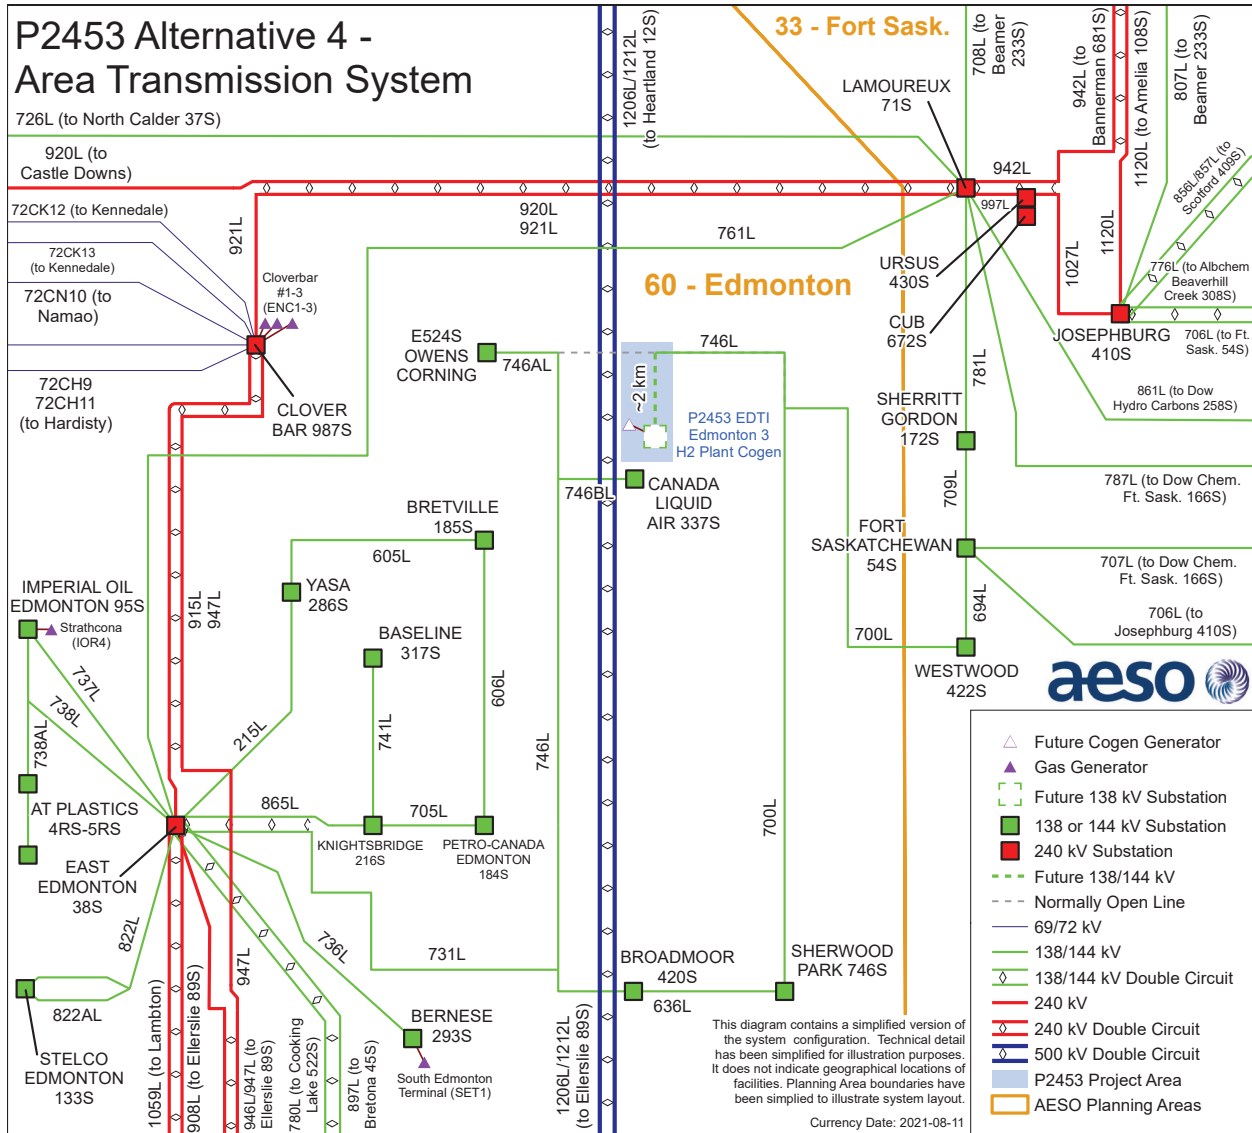 P2453 Alternative 4 -
Area Transmission System
726L (to North Calder 37S)
920L (to
Castle Downs)
72CK12 (to Kennedale)
72CK13
(to Kennedale)
72CN10 (to
Namao)
72CH9
72CH11
(to Hardisty)
921L
Cloverbar
#1-3
(ENC1-3)
CLOVER
BAR 987S
920L
921L
761L
1206L/1212L
(to Heartland 12S)
33 - Fort Sask.
60 - Edmonton
708L (to
Beamer
233S)
LAMOUREUX
71S
942L (to
Bannerman 681S)
1120L (to Amelia 108S)
807L (to
Beamer 233S)
856L/857L (to
Scotford 409S)
942L
997L
URSUS
430S
CUB
672S
1027L
1120L
776L (to Albchem
Beaverhill
Creek 308S)
JOSEPHBURG
410S
706L (to Ft.
Sask. 54S)
861L (to Dow
Hydro Carbons 258S)
781L
SHERRITT
GORDON
172S
787L (to Dow Chem.
Ft. Sask. 166S)
709L
FORT
SASKATCHEWAN
54S
707L (to Dow Chem.
Ft. Sask. 166S)
694L
706L (to
Josephburg 410S)
700L
WESTWOOD
422S
E524S
OWENS
CORNING
746AL
746L
~2 km
P2453 EDTI
Edmonton 3
H2 Plant Cogen
746BL
CANADA
LIQUID
AIR 337S
BRETVILLE
185S
605L
YASA
286S
BASELINE
317S
606L
741L
215L
746L
700L
IMPERIAL OIL
EDMONTON 95S
Strathcona
(IOR4)
915L
947L
737L
738L
738AL
AT PLASTICS
4RS-5RS
EAST
EDMONTON
38S
865L
705L
KNIGHTSBRIDGE
216S
PETRO-CANADA
EDMONTON
184S
822L
822AL
STELCO
EDMONTON
133S
947L
736L
731L
BERNESE
293S
South Edmonton
Terminal (SET1)
BROADMOOR
420S
636L
SHERWOOD
PARK 746S
1059L (to Lambton)
908L (to Ellerslie 89S)
946L/947L (to
Ellerslie 89S)
780L (to Cooking
Lake 522S)
897L (to
Bretona 45S)
1206L/1212L
(to Ellerslie 89S)
This diagram contains a simplified version of
the system configuration. Technical detail
has been simplified for illustration purposes.
It does not indicate geographical locations of
facilities. Planning Area boundaries have
been simplied to illustrate system layout.
Currency Date: 2021-08-11
aeso
Future Cogen Generator
Gas Generator
Future 138 kV Substation
138 or 144 kV Substation
240 kV Substation
Future 138/144 kV
Normally Open Line
69/72 kV
138/144 kV
138/144 kV Double Circuit
240 kV
240 kV Double Circuit
500 kV Double Circuit
P2453 Project Area
AESO Planning Areas